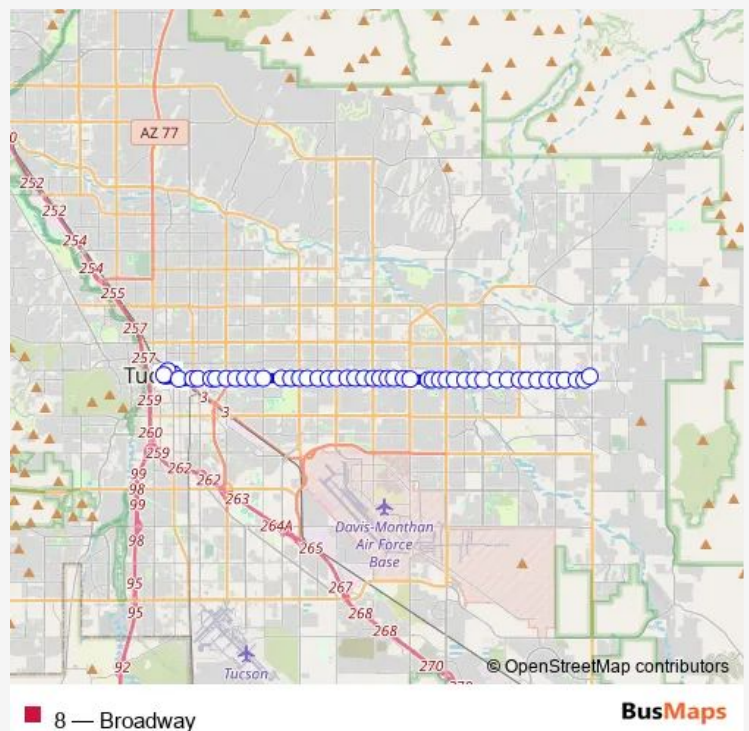 AZ 77
0
252
252
254
254
255
257
257
Tuc
259
3
3
260
259
262
262
263
264A
265
99
98
99
98
Davis-Monthan
Air Force
Base
267
268
268
95
95
92
Tucson
270
© OpenStreetMap contributors
8 — Broadway
BusMaps